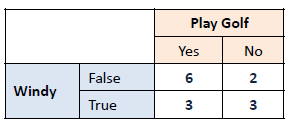 Play Golf
Yes No
Windy False 6 2
True 3 3